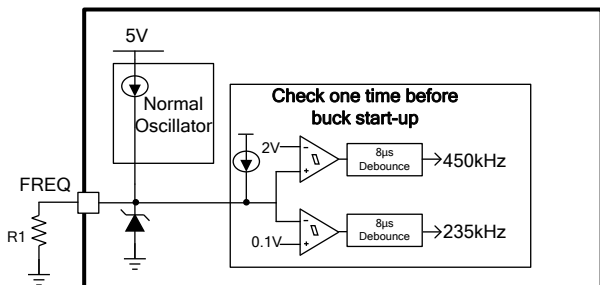 5V
Normal
Oscillator
Check one time before
buck start-up
2V
8µs
Debounce
450kHz
FREQ
R1
0.1V
8µs
Debounce
235kHz